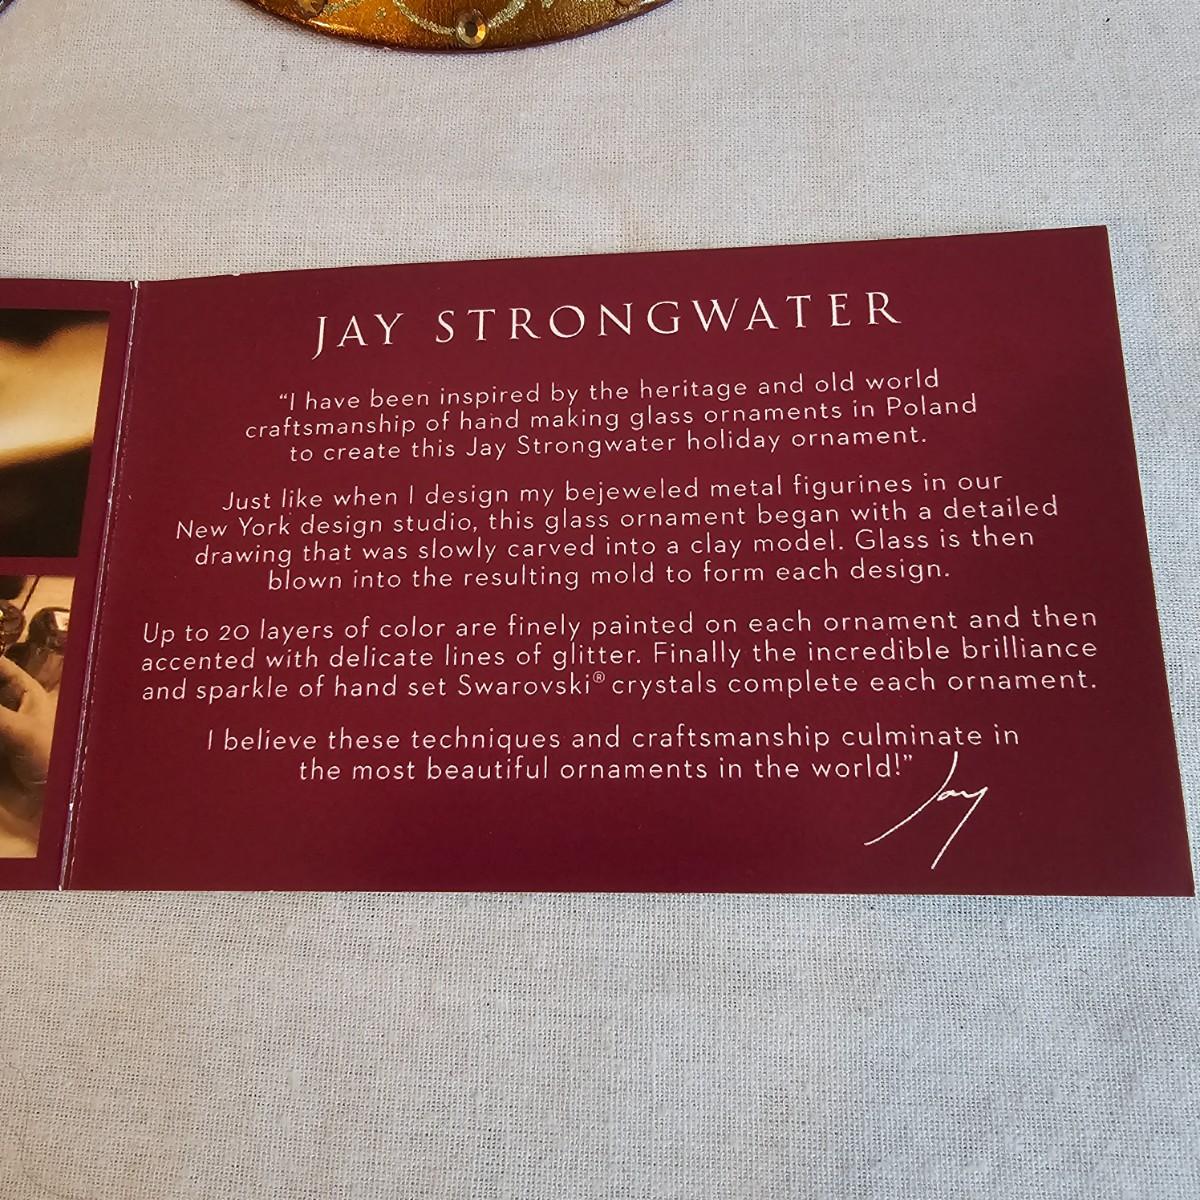 JAY STRONGWATER
“I have been inspired by the heritage and old world
craftsmanship of hand making glass ornaments in Poland
to create this Jay Strongwater holiday ornament.
Just like when I design my bejeweled metal figurines in our
New York design studio, this glass ornament began with a detailed
drawing that was slowly carved into a clay model. Glass is then
blown into the resulting mold to form each design.
Up to 20 layers of color are finely painted on each ornament and then
accented with delicate lines of glitter. Finally the incredible brilliance
and sparkle of hand set Swarovski® crystals complete each ornament.
I believe these techniques and craftsmanship culminate in
the most beautiful ornaments in the world!”
Jay